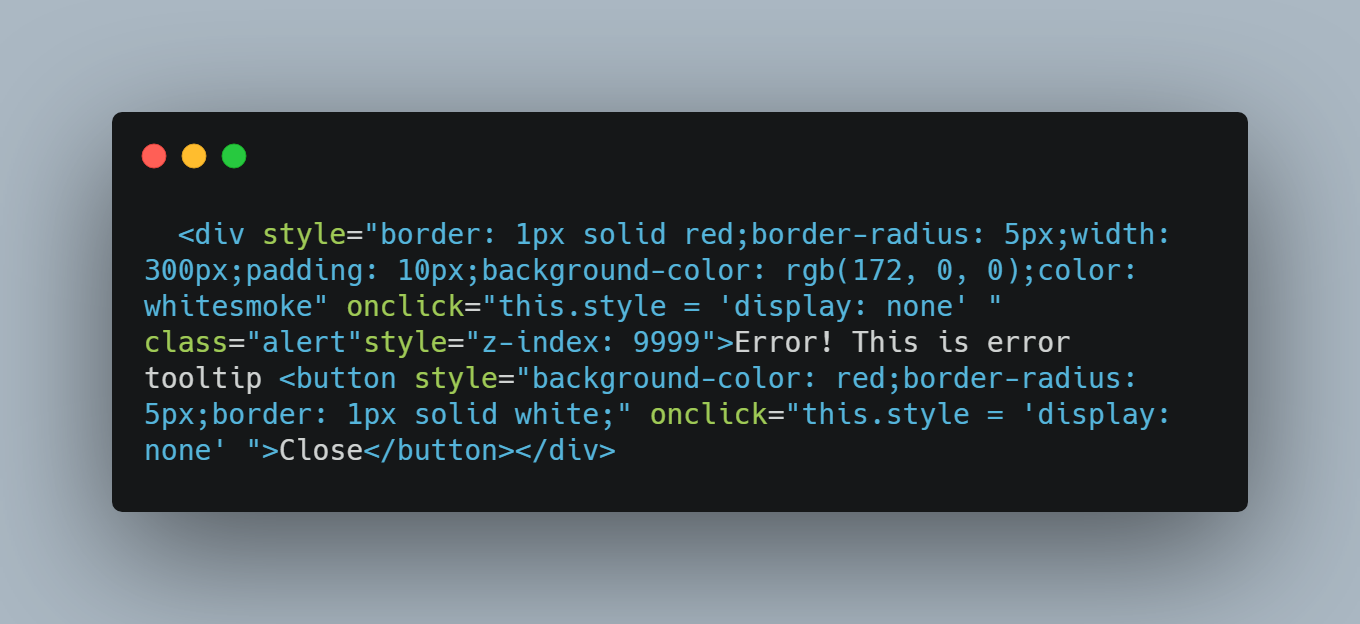 <div style="border: 1px solid red;border-radius: 5px;width:
300px;padding: 10px;background-color: rgb(172, 0, 0);color:
whitesmoke" onclick="this.style = 'display: none' "
class="alert"style="z-index: 9999">Error! This is error
tooltip <button style="background-color: red;border-radius:
5px;border: 1px solid white;" onclick="this.style = 'display:
none' ">Close</button></div>